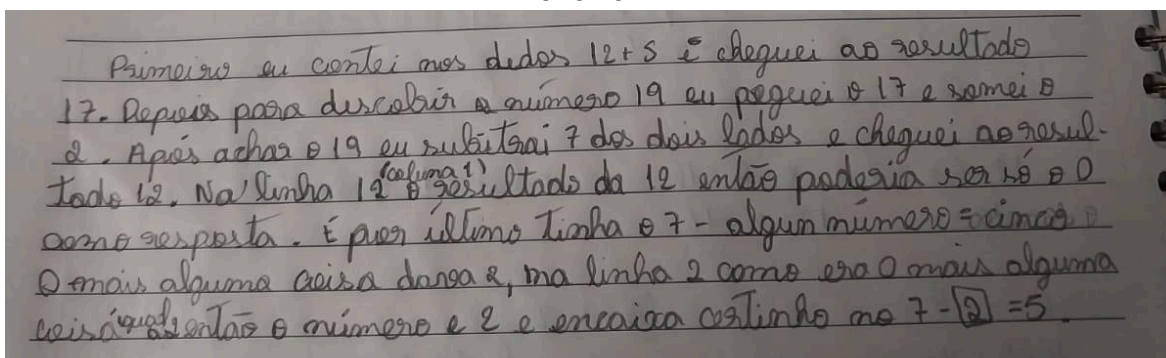 Primeiro eu contei nos dedos 12+5 e cheguei ao resultado
17. Depois para descobrir o número 19 eu peguei o 17 e somei o
2. Após achar o 19 eu subitrai 7 dos dois lados e cheguei ao resul-
tado 12. Na linha 12 (coluna 1) o resultado da 12 então poderia ser só o 0
como resposta. E por último tinha o 7 - algun número = cinco
0 mais alguma coisa danga 2, na linha 2 como era 0 mais alguma
coisa então o número e 2 e encaixa certinho no 7 - 2 = 5.